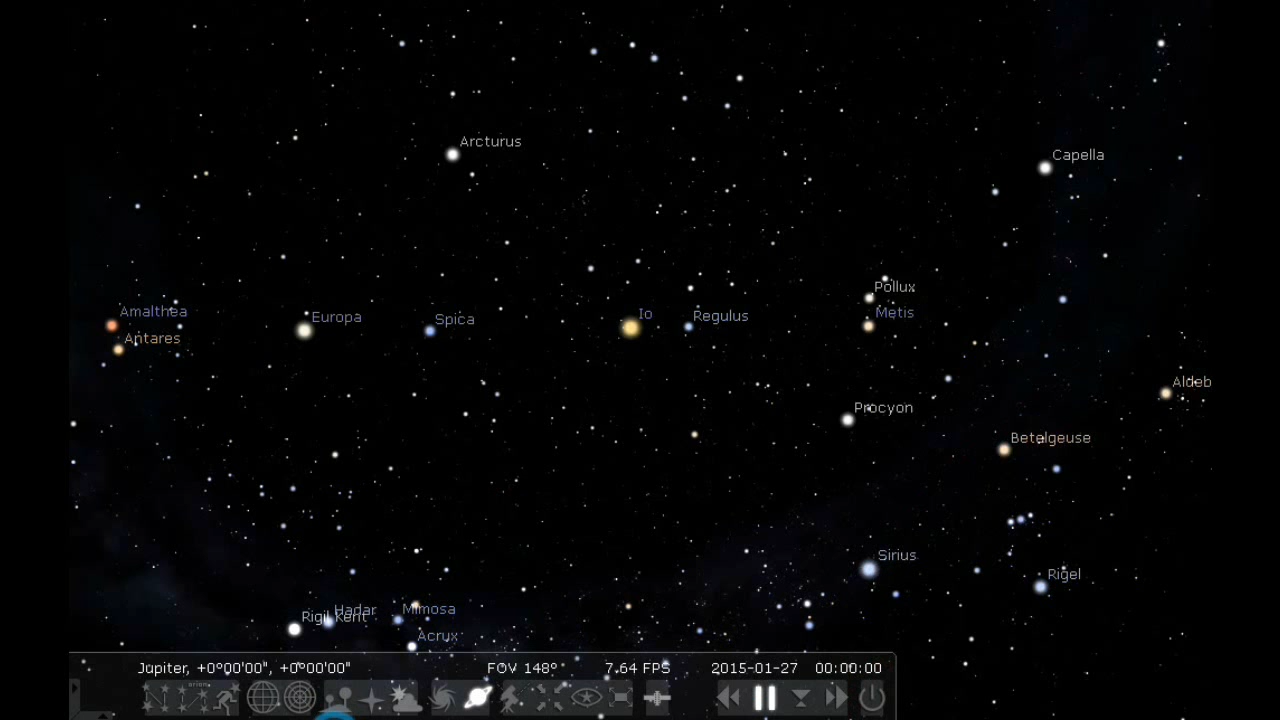 Arcturus
Capella
Pollux
Amalthea
Europa
Spica
Io
Regulus
Metis
Antares
Aldeb
Procyon
Betelgeuse
Sirius
Rigel
Hadar
Mimosa
Rigil Kent
Acrux
Jupiter, +0°00'00", +0°00'00" FOV 148° 7.64 FPS 2015-01-27 00:00:00